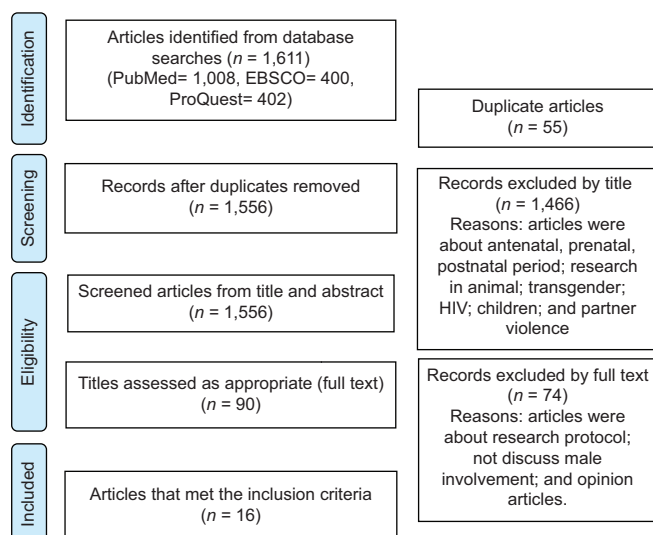 Identification
Articles identified from database
searches (n = 1,611)
(PubMed= 1,008, EBSCO= 400,
ProQuest= 402)
Duplicate articles
(n = 55)
Screening
Records after duplicates removed
(n = 1,556)
Records excluded by title
(n = 1,466)
Reasons: articles were
about antenatal, prenatal,
postnatal period; research
in animal; transgender;
HIV; children; and partner
violence
Eligibility
Screened articles from title and abstract
(n = 1,556)
Titles assessed as appropriate (full text)
(n = 90)
Records excluded by full text
(n = 74)
Reasons: articles were
about research protocol;
not discuss male
involvement; and opinion
articles.
Included
Articles that met the inclusion criteria
(n = 16)